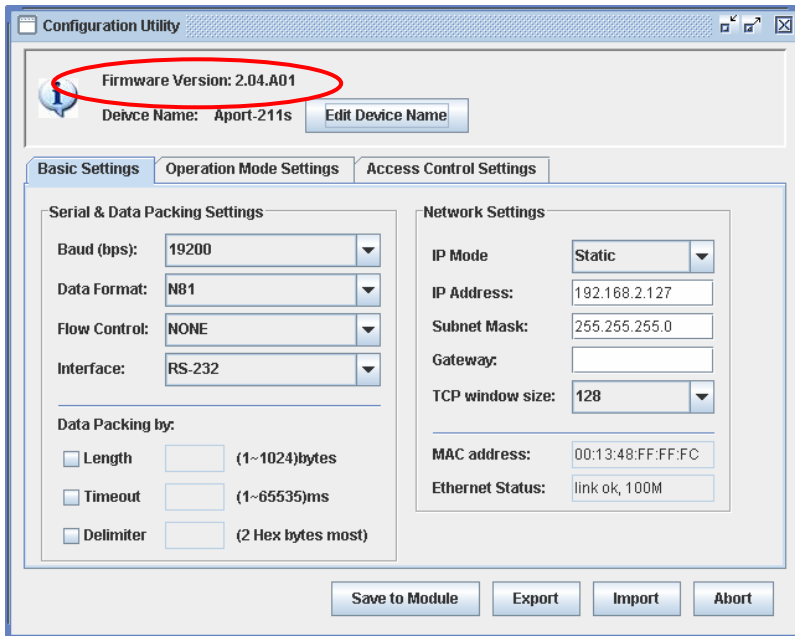 Configuration Utility
Firmware Version: 2.04.A01
Deivce Name: Aport-211s Edit Device Name
Basic Settings Operation Mode Settings Access Control Settings
Serial & Data Packing Settings
Baud (bps): 19200
Data Format: N81
Flow Control: NONE
Interface: RS-232
Data Packing by:
Length (1~1024)bytes
Timeout (1~65535)ms
Delimiter (2 Hex bytes most)
Network Settings
IP Mode Static
IP Address: 192.168.2.127
Subnet Mask: 255.255.255.0
Gateway:
TCP window size: 128
MAC address: 00:13:48:FF:FF:FC
Ethernet Status: link ok, 100M
Save to Module Export Import Abort